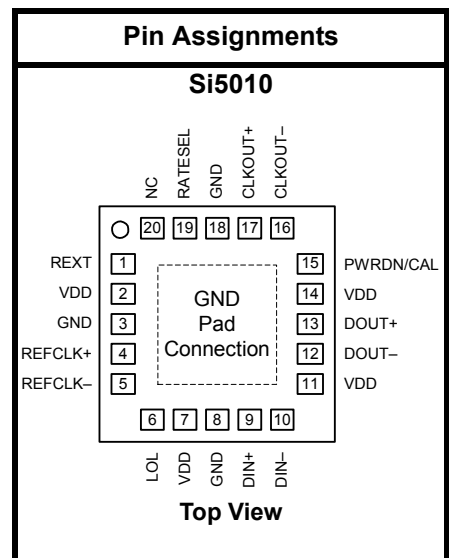 Pin Assignments
Si5010
NC
RATESEL
GND
CLKOUT+
CLKOUT–
20 19 18 17 16
REXT 1 15 PWRDN/CAL
VDD 2 14 VDD
GND 3 13 DOUT+
REFCLK+ 4 12 DOUT–
REFCLK– 5 11 VDD
GND
Pad
Connection
6 7 8 9 10
LOL
VDD
GND
DIN+
DIN–
Top View